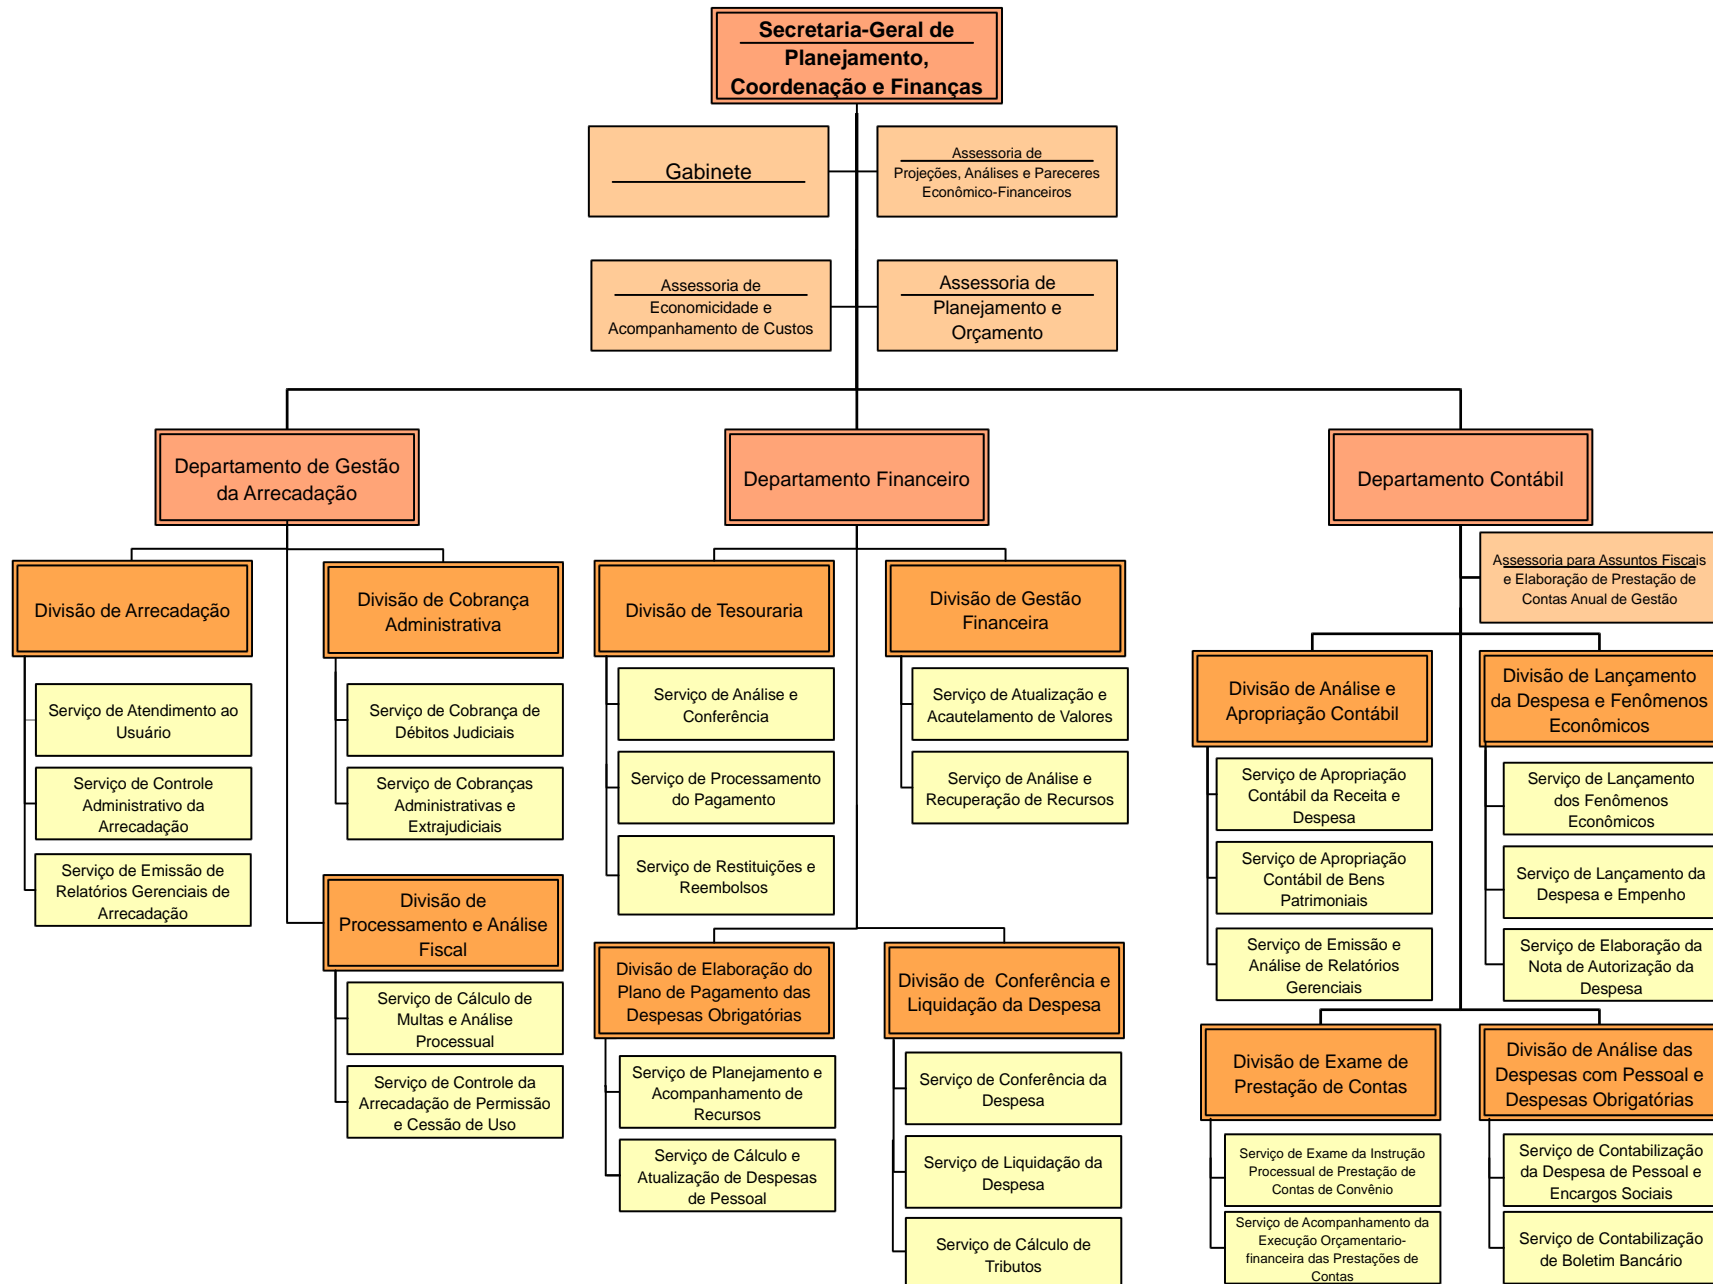 Secretaria-Geral de
Planejamento,
Coordenação e Finanças
Gabinete
Assessoria de
Projeções, Análises e Pareceres
Econômico-Financeiros
Assessoria de
Economicidade e
Acompanhamento de Custos
Assessoria de
Planejamento e
Orçamento
Departamento de Gestão
da Arrecadação
Departamento Financeiro
Departamento Contábil
Assessoria para Assuntos Fiscais
e Elaboração de Prestação de
Contas Anual de Gestão
Divisão de Arrecadação
Serviço de Atendimento ao
Usuário
Serviço de Controle
Administrativo da
Arrecadação
Serviço de Emissão de
Relatórios Gerenciais de
Arrecadação
Divisão de Cobrança
Administrativa
Serviço de Cobrança de
Débitos Judiciais
Serviço de Cobranças
Administrativas e
Extrajudiciais
Divisão de
Processamento e Análise
Fiscal
Serviço de Cálculo de
Multas e Análise
Processual
Serviço de Controle da
Arrecadação de Permissão
e Cessão de Uso
Divisão de Tesouraria
Serviço de Análise e
Conferência
Serviço de Processamento
do Pagamento
Serviço de Restituições e
Reembolsos
Divisão de Gestão
Financeira
Serviço de Atualização e
Acautelamento de Valores
Serviço de Análise e
Recuperação de Recursos
Divisão de Elaboração do
Plano de Pagamento das
Despesas Obrigatórias
Serviço de Planejamento e
Acompanhamento de
Recursos
Serviço de Cálculo e
Atualização de Despesas
de Pessoal
Divisão de  Conferência e
Liquidação da Despesa
Serviço de Conferência da
Despesa
Serviço de Liquidação da
Despesa
Serviço de Cálculo de
Tributos
Divisão de Análise e
Apropriação Contábil
Serviço de Apropriação
Contábil da Receita e
Despesa
Serviço de Apropriação
Contábil de Bens
Patrimoniais
Serviço de Emissão e
Análise de Relatórios
Gerenciais
Divisão de Lançamento
da Despesa e Fenômenos
Econômicos
Serviço de Lançamento
dos Fenômenos
Econômicos
Serviço de Lançamento da
Despesa e Empenho
Serviço de Elaboração da
Nota de Autorização da
Despesa
Divisão de Exame de
Prestação de Contas
Serviço de Exame da Instrução
Processual de Prestação de
Contas de Convênio
Serviço de Acompanhamento da
Execução Orçamentario-
financeira das Prestações de
Contas
Divisão de Análise das
Despesas com Pessoal e
Despesas Obrigatórias
Serviço de Contabilização
da Despesa de Pessoal e
Encargos Sociais
Serviço de Contabilização
de Boletim Bancário